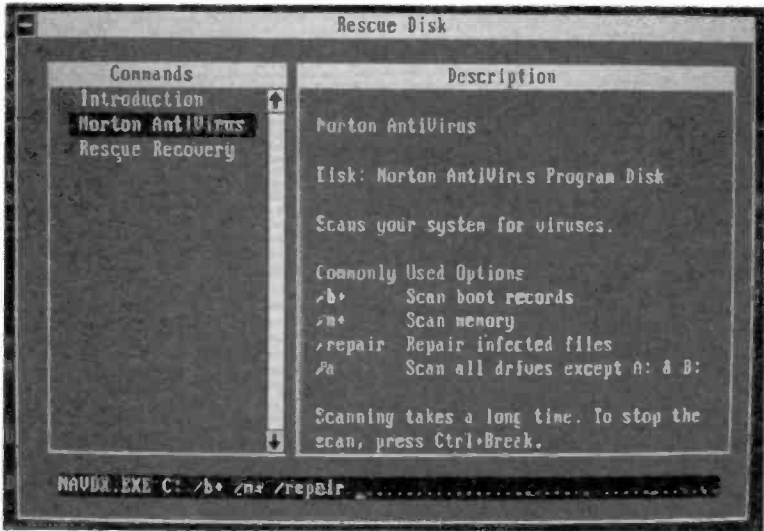 Rescue Disk
Commands
Introduction
Norton AntiVirus
Rescue Recovery
Description
Norton AntiVirus
Disk: Norton AntiVirus Program Disk
Scans your system for viruses.
Commonly Used Options
/b+ Scan boot records
/m+ Scan memory
/repair Repair infected files
/a Scan all drives except A: & B:
Scanning takes a long time. To stop the
scan, press Ctrl+Break.
NAVDX.EXE C: /b+ /m+ /repair